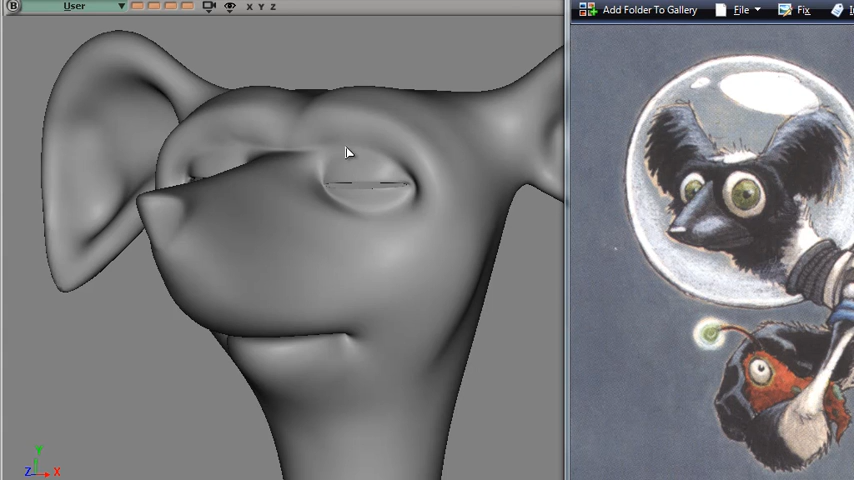 B User X Y Z
Add Folder To Gallery File Fix
Y
Z X